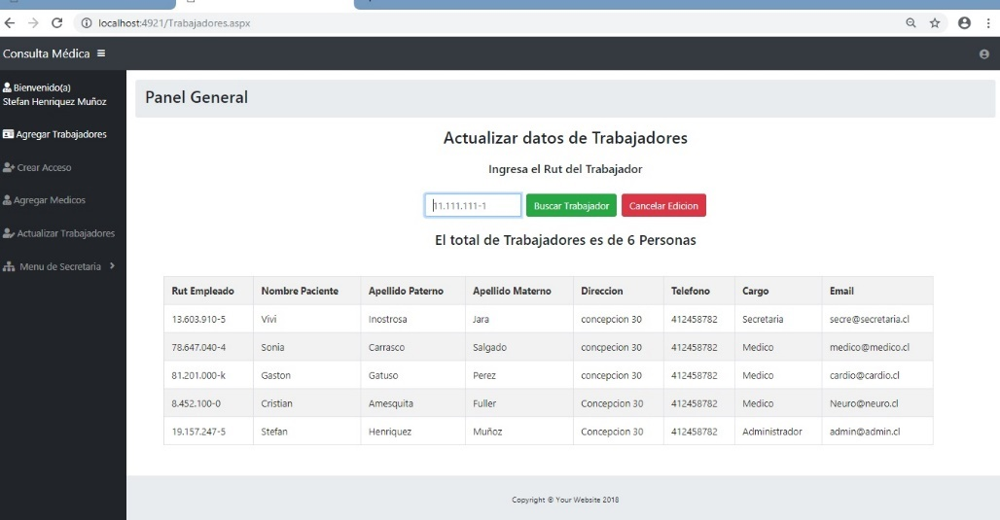 localhost:4921/Trabajadores.aspx
Consulta Médica
Bienvenido(a)
Stefan Henriquez Muñoz
Agregar Trabajadores
Crear Acceso
Agregar Medicos
Actualizar Trabajadores
Menu de Secretaria
Panel General
Actualizar datos de Trabajadores
Ingresa el Rut del Trabajador
11.111.111-1 Buscar Trabajador Cancelar Edicion
El total de Trabajadores es de 6 Personas
Rut Empleado Nombre Paciente Apellido Paterno Apellido Materno Direccion Telefono Cargo Email
13.603.910-5 Vivi Inostrosa Jara concepcion 30 412458782 Secretaria secre@secretaria.cl
78.647.040-4 Sonia Carrasco Salgado concpecion 30 412458782 Medico medico@medico.cl
81.201.000-k Gaston Gatuso Perez concepcion 30 412458782 Medico cardio@cardio.cl
8.452.100-0 Cristian Amesquita Fuller Concepcion 30 412458782 Medico Neuro@neuro.cl
19.157.247-5 Stefan Henriquez Muñoz Concepcion 30 412458782 Administrador admin@admin.cl
Copyright © Your Website 2018